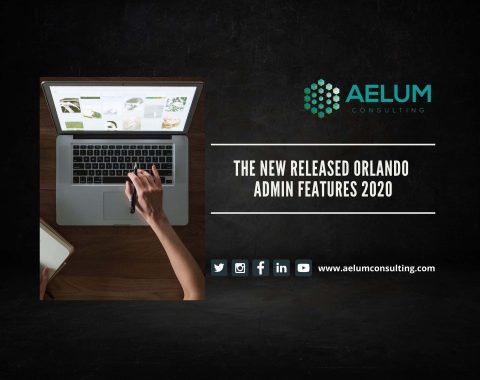 AELUM
CONSULTING
THE NEW RELEASED ORLANDO
ADMIN FEATURES 2020
www.aelumconsulting.com